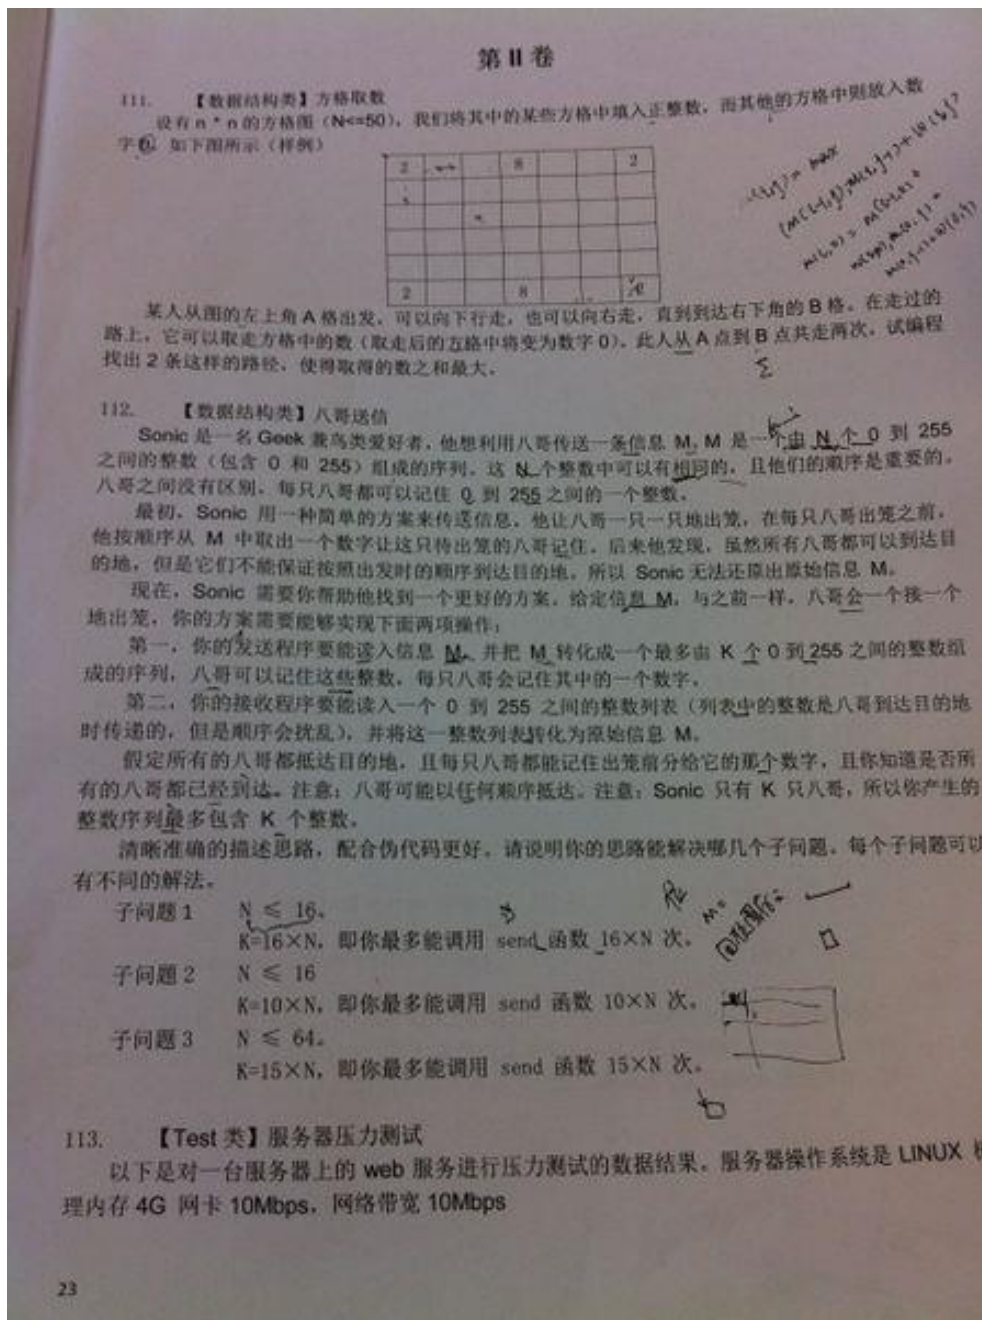 第 II 卷
111. 【数据结构类】方格取数
设有 n * n 的方格图（N<=50），我们将其中的某些方格中填入正整数，而其他的方格中则放入数
字 0。如下图所示（样例）
2 8 2
2 8
某人从图的左上角 A 格出发，可以向下行走，也可以向右走，直到到达右下角的 B 格。在走过的
路上，它可以取走方格中的数（取走后的方格中将变为数字 0）。此人从 A 点到 B 点共走两次，试编程
找出 2 条这样的路径，使得取得的数之和最大。
112. 【数据结构类】八哥送信
Sonic 是一名 Geek 兼鸟类爱好者，他想利用八哥传送一条信息 M，M 是一个由 N 个 0 到 255
之间的整数（包含 0 和 255）组成的序列，这 N 个整数中可以有相同的，且他们的顺序是重要的。
八哥之间没有区别，每只八哥都可以记住 0 到 255 之间的一个整数。
最初，Sonic 用一种简单的方案来传送信息，他让八哥一只一只地出笼，在每只八哥出笼之前，
他按顺序从 M 中取出一个数字让这只待出笼的八哥记住。后来他发现，虽然所有八哥都可以到达目
的地，但是它们不能保证按照出发时的顺序到达目的地，所以 Sonic 无法还原出原始信息 M。
现在，Sonic 需要你帮助他找到一个更好的方案。给定信息 M，与之前一样，八哥会一个接一个
地出笼，你的方案需要能够实现下面两项操作：
第一，你的发送程序要能读入信息 M，并把 M 转化成一个最多由 K 个 0 到 255 之间的整数组
成的序列，八哥可以记住这些整数，每只八哥会记住其中的一个数字。
第二，你的接收程序要能读入一个 0 到 255 之间的整数列表（列表中的整数是八哥到达目的地
时传递的，但是顺序会扰乱），并将这一整数列表转化为原始信息 M。
假定所有的八哥都抵达目的地，且每只八哥都能记住出笼前分给它的那个数字，且你知道是否所
有的八哥都已经到达。注意：八哥可能以任何顺序抵达。注意：Sonic 只有 K 只八哥，所以你产生的
整数序列最多包含 K 个整数。
清晰准确的描述思路，配合伪代码更好。请说明你的思路能解决哪几个子问题。每个子问题可以
有不同的解法。
子问题 1 N ≤ 16。
K=16×N，即你最多能调用 send 函数 16×N 次。
子问题 2 N ≤ 16
K=10×N，即你最多能调用 send 函数 10×N 次。
子问题 3 N ≤ 64。
K=15×N，即你最多能调用 send 函数 15×N 次。
113. 【Test 类】服务器压力测试
以下是对一台服务器上的 web 服务进行压力测试的数据结果。服务器操作系统是 LINUX
理内存 4G 网卡 10Mbps，网络带宽 10Mbps
23